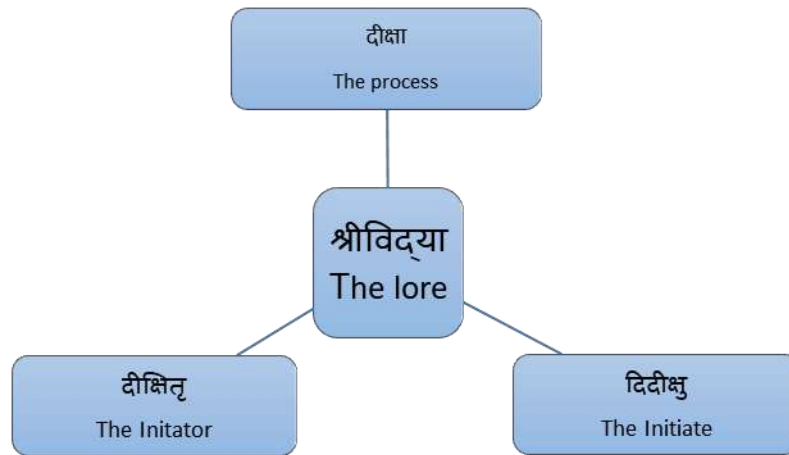 दीक्षा
The process
श्रीविद्‌या
The lore
दीक्षितृ
The Initator
दिदीक्षु
The Initiate